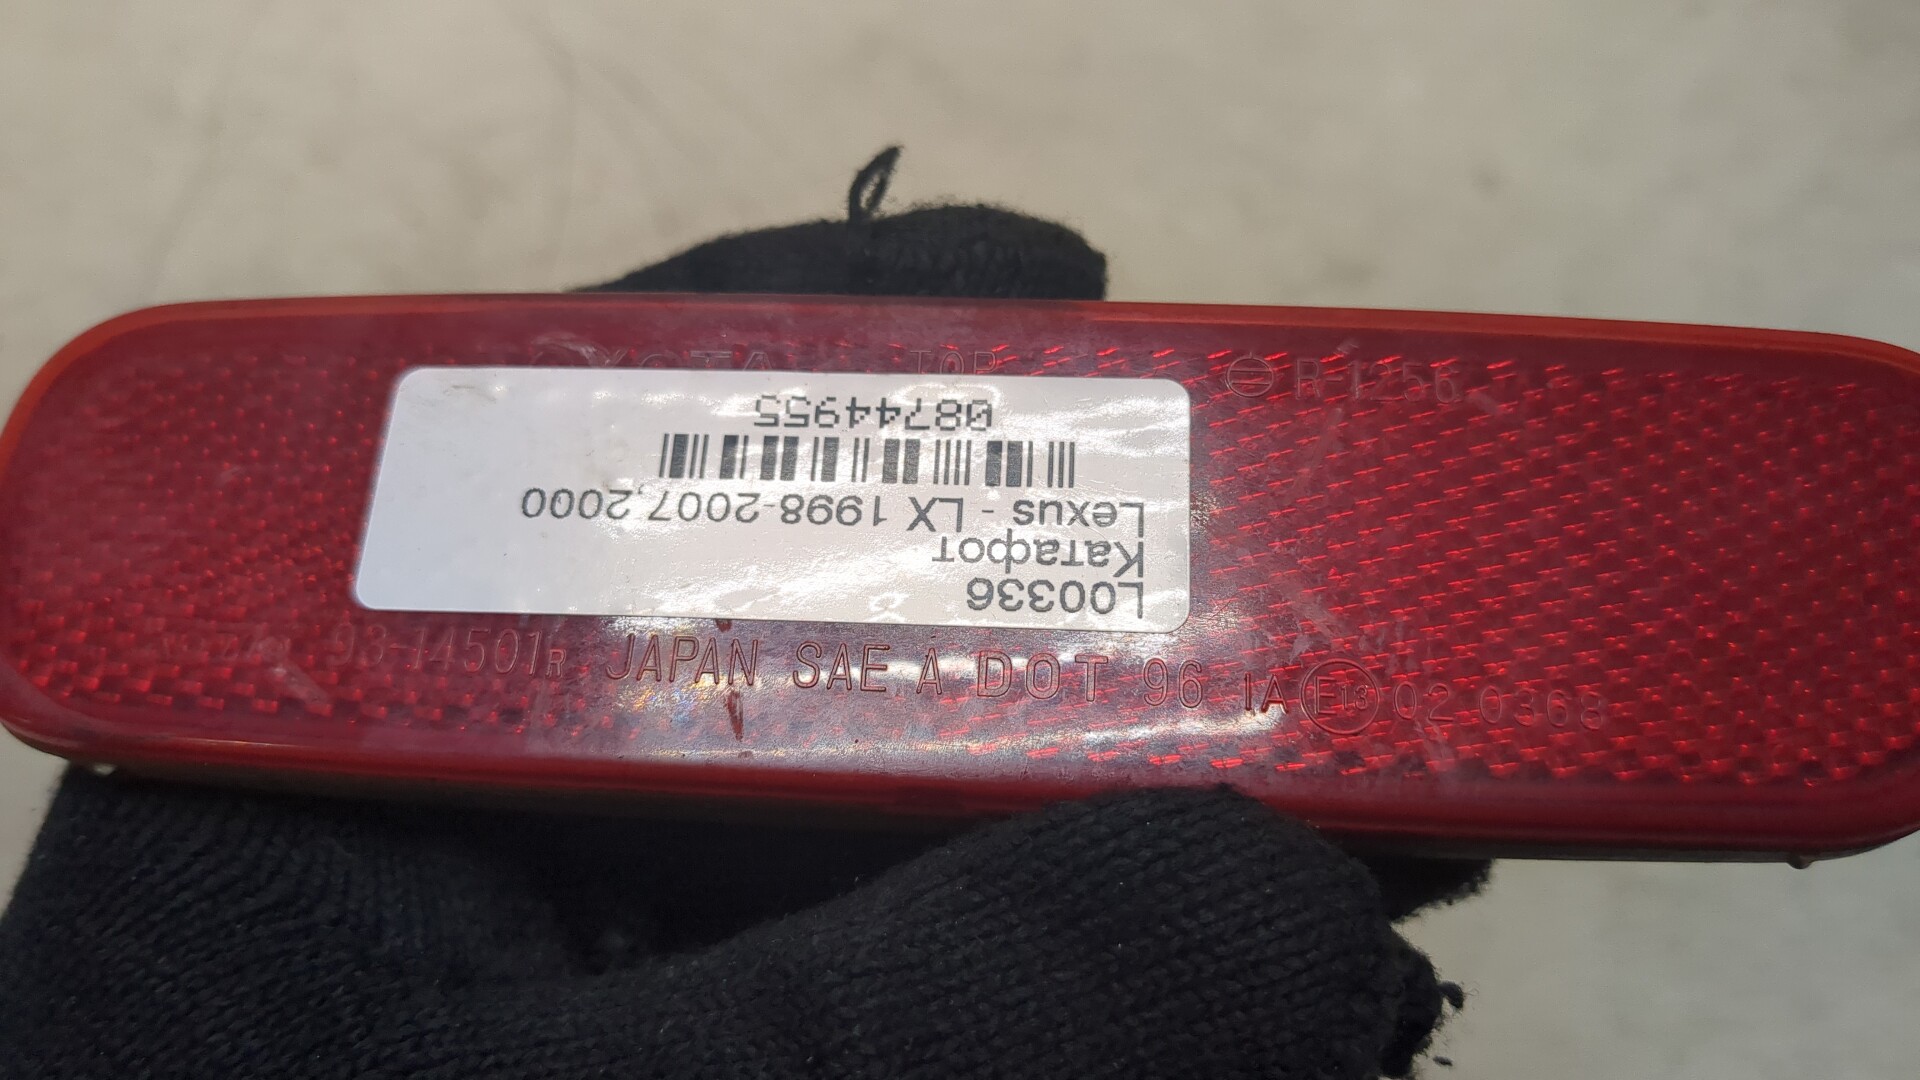 TOYOTA TOP R-1256
L00336
Катафот
Lexus - LX 1998-2007,2000
08744955
93-14501R JAPAN SAE A DOT 96 IA E13 02 0368